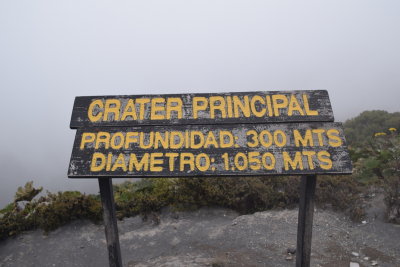 CRATER PRINCIPAL
PROFUNDIDAD: 300 MTS
DIAMETRO: 1.050 MTS